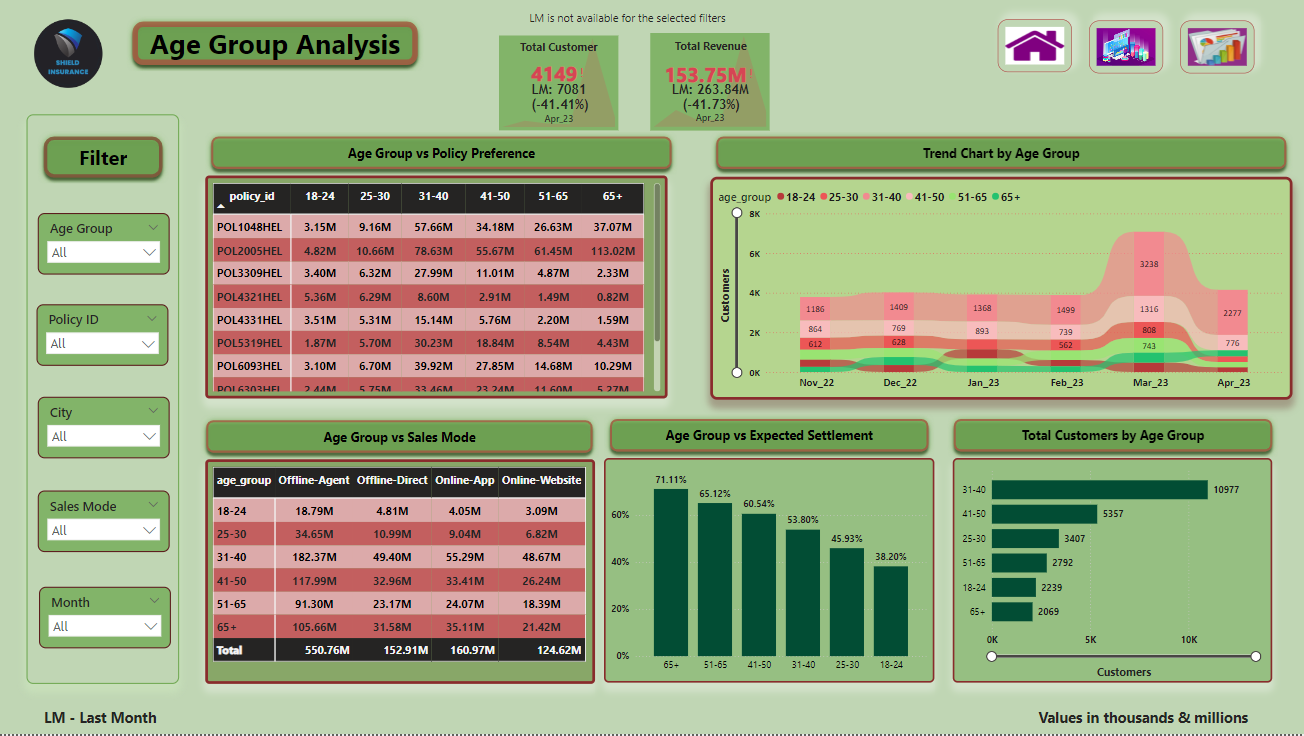 LM is not available for the selected filters
SHIELD
INSURANCE
Age Group Analysis
Total Customer
4149!
LM: 7081
(-41.41%)
Apr_23
Total Revenue
153.75M!
LM: 263.84M
(-41.73%)
Apr_23
Filter
Age Group
All
Policy ID
All
City
All
Sales Mode
All
Month
All
Age Group vs Policy Preference
policy_id 18-24 25-30 31-40 41-50 51-65 65+
POL1048HEL 3.15M 9.16M 57.66M 34.18M 26.63M 37.07M
POL2005HEL 4.82M 10.66M 78.63M 55.67M 61.45M 113.02M
POL3309HEL 3.40M 6.32M 27.99M 11.01M 4.87M 2.33M
POL4321HEL 5.36M 6.29M 8.60M 2.91M 1.49M 0.82M
POL4331HEL 3.51M 5.31M 15.14M 5.76M 2.20M 1.59M
POL5319HEL 1.87M 5.70M 30.23M 18.84M 8.54M 4.43M
POL6093HEL 3.10M 6.70M 39.92M 27.85M 14.68M 10.29M
POL6303HEL 2.44M 5.75M 33.46M 23.24M 11.60M 5.27M
Trend Chart by Age Group
age_group 18-24 25-30 31-40 41-50 51-65 65+
Customers
8K
6K
4K
2K
0K
1186
864
612
1409
769
628
1368
893
1499
739
562
3238
1316
808
743
2277
776
Nov_22 Dec_22 Jan_23 Feb_23 Mar_23 Apr_23
Age Group vs Sales Mode
age_group Offline-Agent Offline-Direct Online-App Online-Website
18-24 18.79M 4.81M 4.05M 3.09M
25-30 34.65M 10.99M 9.04M 6.82M
31-40 182.37M 49.40M 55.29M 48.67M
41-50 117.99M 32.96M 33.41M 26.24M
51-65 91.30M 23.17M 24.07M 18.39M
65+ 105.66M 31.58M 35.11M 21.42M
Total 550.76M 152.91M 160.97M 124.62M
Age Group vs Expected Settlement
60%
40%
20%
0%
71.11%
65.12%
60.54%
53.80%
45.93%
38.20%
65+ 51-65 41-50 31-40 25-30 18-24
Total Customers by Age Group
31-40 10977
41-50 5357
25-30 3407
51-65 2792
18-24 2239
65+ 2069
0K 5K 10K
Customers
LM - Last Month
Values in thousands & millions